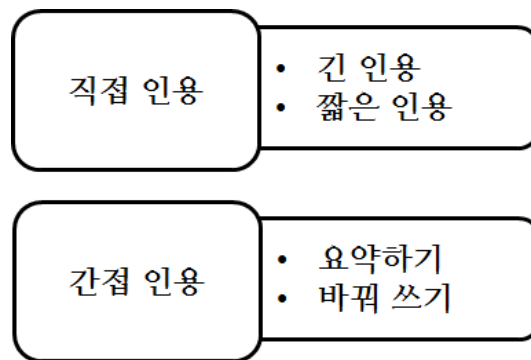 직접 인용
• 긴 인용
• 짧은 인용
간접 인용
• 요약하기
• 바꿔 쓰기